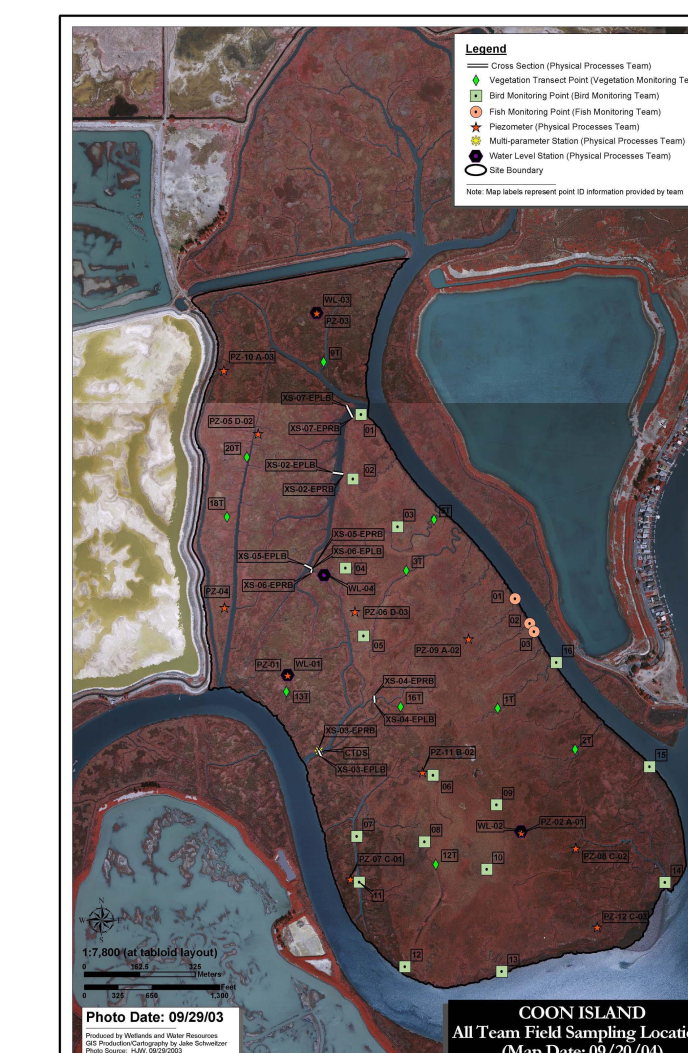 Legend
Cross Section (Physical Processes Team)
Vegetation Transect Point (Vegetation Monitoring Te
Bird Monitoring Point (Bird Monitoring Team)
Fish Monitoring Point (Fish Monitoring Team)
Piezometer (Physical Processes Team)
Multi-parameter Station (Physical Processes Team)
Water Level Station (Physical Processes Team)
Site Boundary
Note: Map labels represent point ID information provided by team
WL-03
PZ-03
PZ-10 A-03
9T
XS-07-EPLB
PZ-05 D-02
XS-07-EPRB
01
20T
XS-02-EPLB
02
XS-02-EPRB
18T
03
5T
XS-05-EPRB
XS-05-EPLB
XS-06-EPLB
04
3T
XS-06-EPRB
WL-04
PZ-04
PZ-06 D-03
01
02
03
05
PZ-09 A-02
16
PZ-01
WL-01
13T
XS-04-EPRB
16T
1T
XS-04-EPLB
XS-03-EPRB
CTDS
XS-03-EPLB
PZ-11 B-02
2T
15
06
09
WL-02
PZ-02 A-01
07
08
PZ-08 C-02
PZ-07 C-01
12T
10
14
11
12
13
N
W
E
S
1:7,800 (at tabloid layout)
0 162.5 325
Meters
Feet
0 325 650 1,300
Photo Date: 09/29/03
Produced by Wetlands and Water Resources
GIS Production/Cartography by Jake Schweitzer
Photo Source: HJW, 09/29/2003
COON ISLAND
All Team Field Sampling Locatio
(Map Date: 09/20/04)